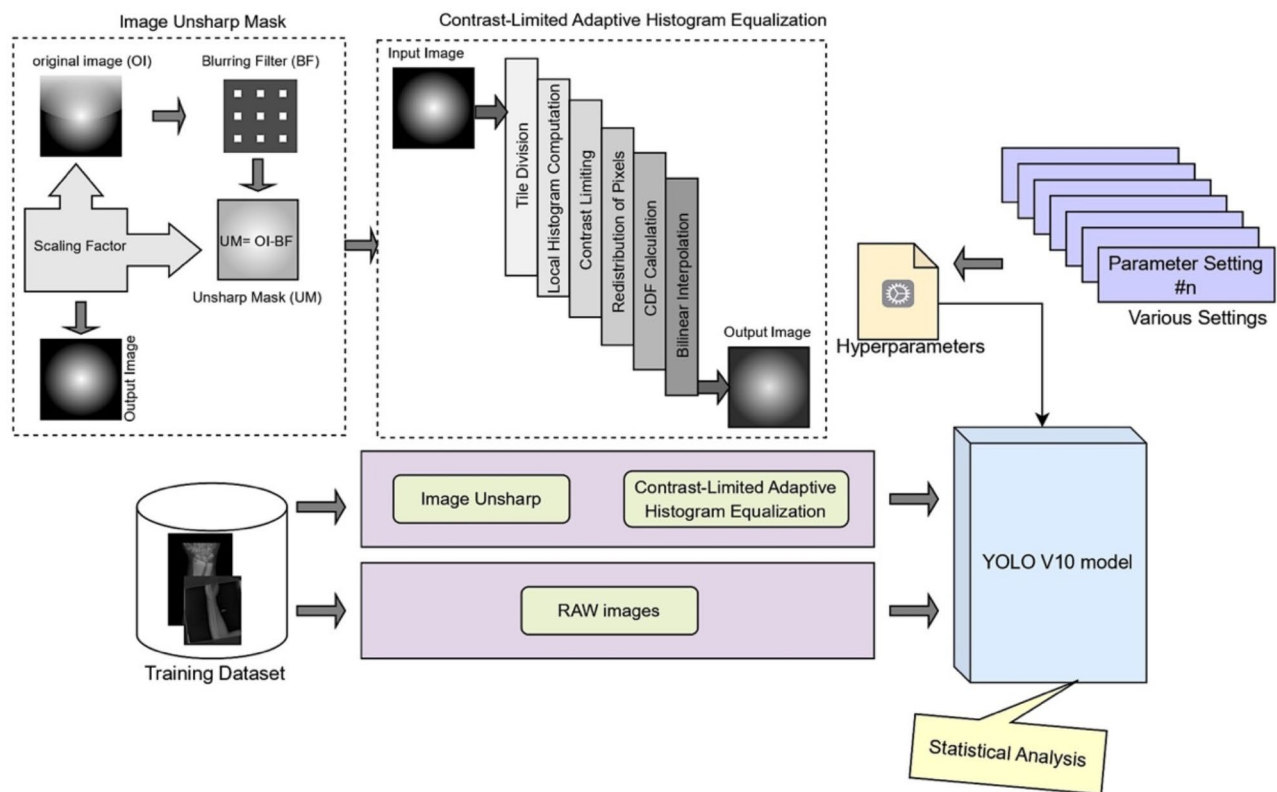 Image Unsharp Mask
original image (OI)
Blurring Filter (BF)
Scaling Factor
UM= OI-BF
Unsharp Mask (UM)
Output Image
Contrast-Limited Adaptive Histogram Equalization
Input Image
Tile Division
Local Histogram Computation
Contrast Limiting
Redistribution of Pixels
CDF Calculation
Bilinear Interpolation
Output Image
Parameter Setting
#n
Various Settings
Hyperparameters
Image Unsharp
Contrast-Limited Adaptive
Histogram Equalization
RAW images
Training Dataset
YOLO V10 model
Statistical Analysis